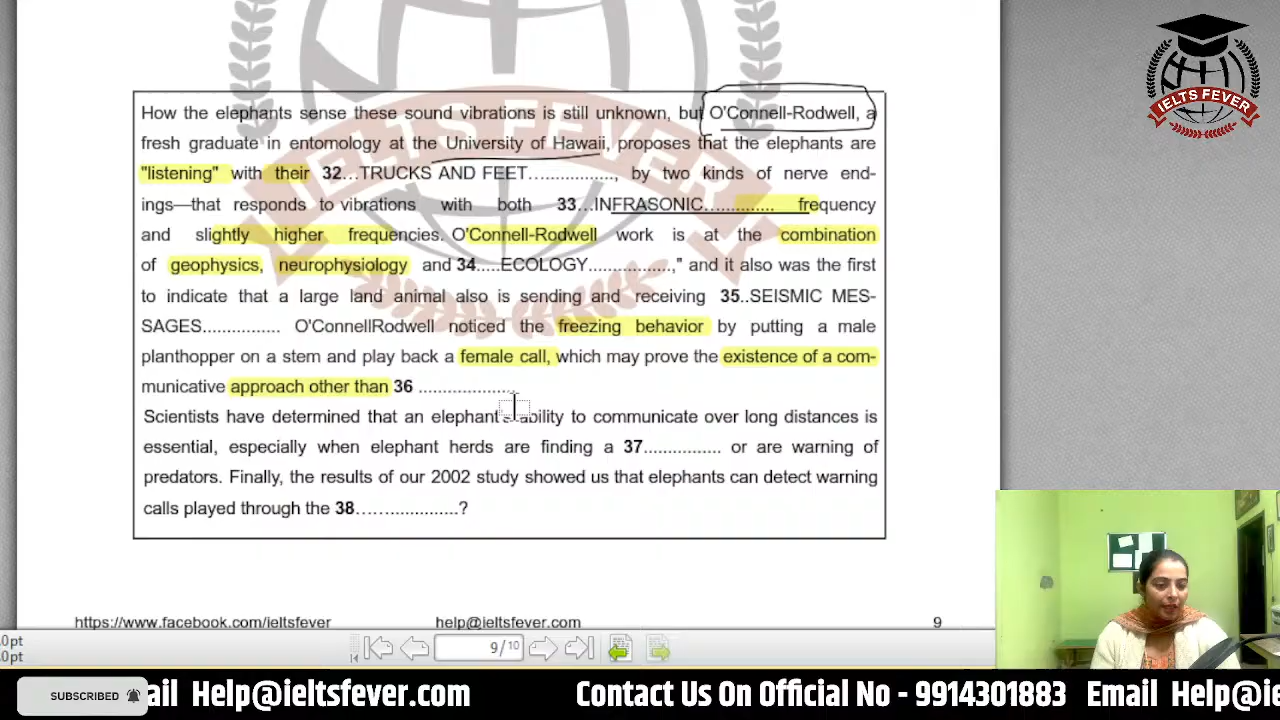 IELTS FEVER
How the elephants sense these sound vibrations is still unknown, but O'Connell-Rodwell, a
fresh graduate in entomology at the University of Hawaii, proposes that the elephants are
"listening" with their 32…TRUCKS AND FEET…..............., by two kinds of nerve end-
ings—that responds to vibrations with both 33…INFRASONIC…............ frequency
and slightly higher frequencies. O'Connell-Rodwell work is at the combination
of geophysics, neurophysiology and 34.....ECOLOGY.................," and it also was the first
to indicate that a large land animal also is sending and receiving 35..SEISMIC MES-
SAGES............... O'ConnellRodwell noticed the freezing behavior by putting a male
planthopper on a stem and play back a female call, which may prove the existence of a com-
municative approach other than 36 ...................
Scientists have determined that an elephant's ability to communicate over long distances is
essential, especially when elephant herds are finding a 37................ or are warning of
predators. Finally, the results of our 2002 study showed us that elephants can detect warning
calls played through the 38……..............?
https://www.facebook.com/ieltsfever help@ieltsfever.com 9
.0pt
.0pt
9/10
SUBSCRIBED ail Help@ieltsfever.com Contact Us On Official No - 9914301883 Email Help@ie